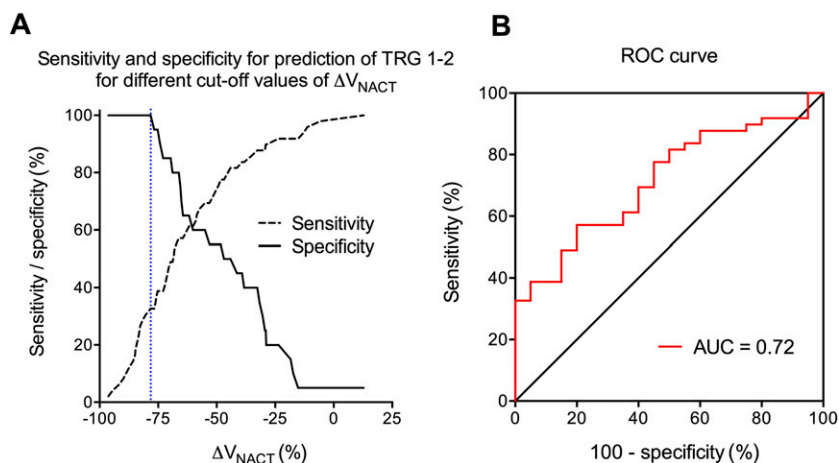 A
Sensitivity and specificity for prediction of TRG 1-2
for different cut-off values of ΔV_NACT
100
80
60
40
20
0
Sensitivity / specificity (%)
Sensitivity
Specificity
-100 -75 -50 -25 0 25
ΔV_NACT (%)
B
ROC curve
100
80
60
40
20
0
Sensitivity (%)
AUC = 0.72
0 20 40 60 80 100
100 - specificity (%)